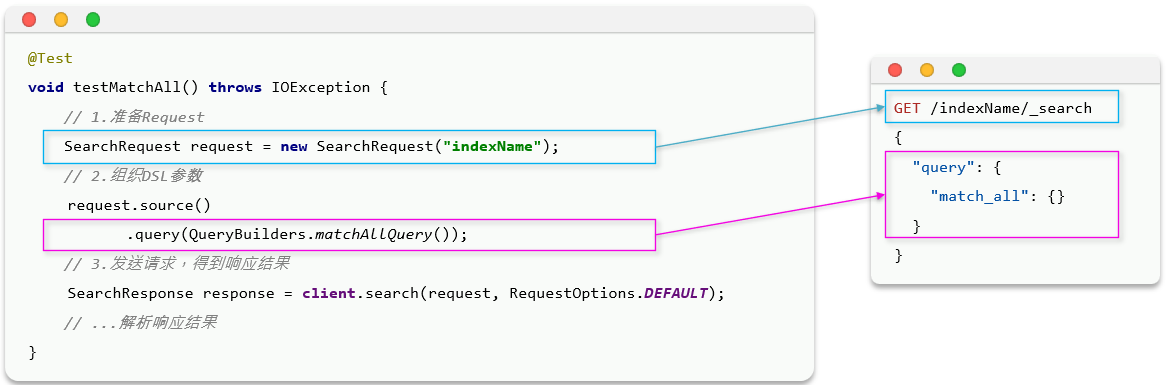 @Test
void testMatchAll() throws IOException {
// 1.准备Request
SearchRequest request = new SearchRequest("indexName");
// 2.组织DSL参数
request.source()
.query(QueryBuilders.matchAllQuery());
// 3.发送请求，得到响应结果
SearchResponse response = client.search(request, RequestOptions.DEFAULT);
// ...解析响应结果
}
GET /indexName/_search
{
"query": {
"match_all": {}
}
}